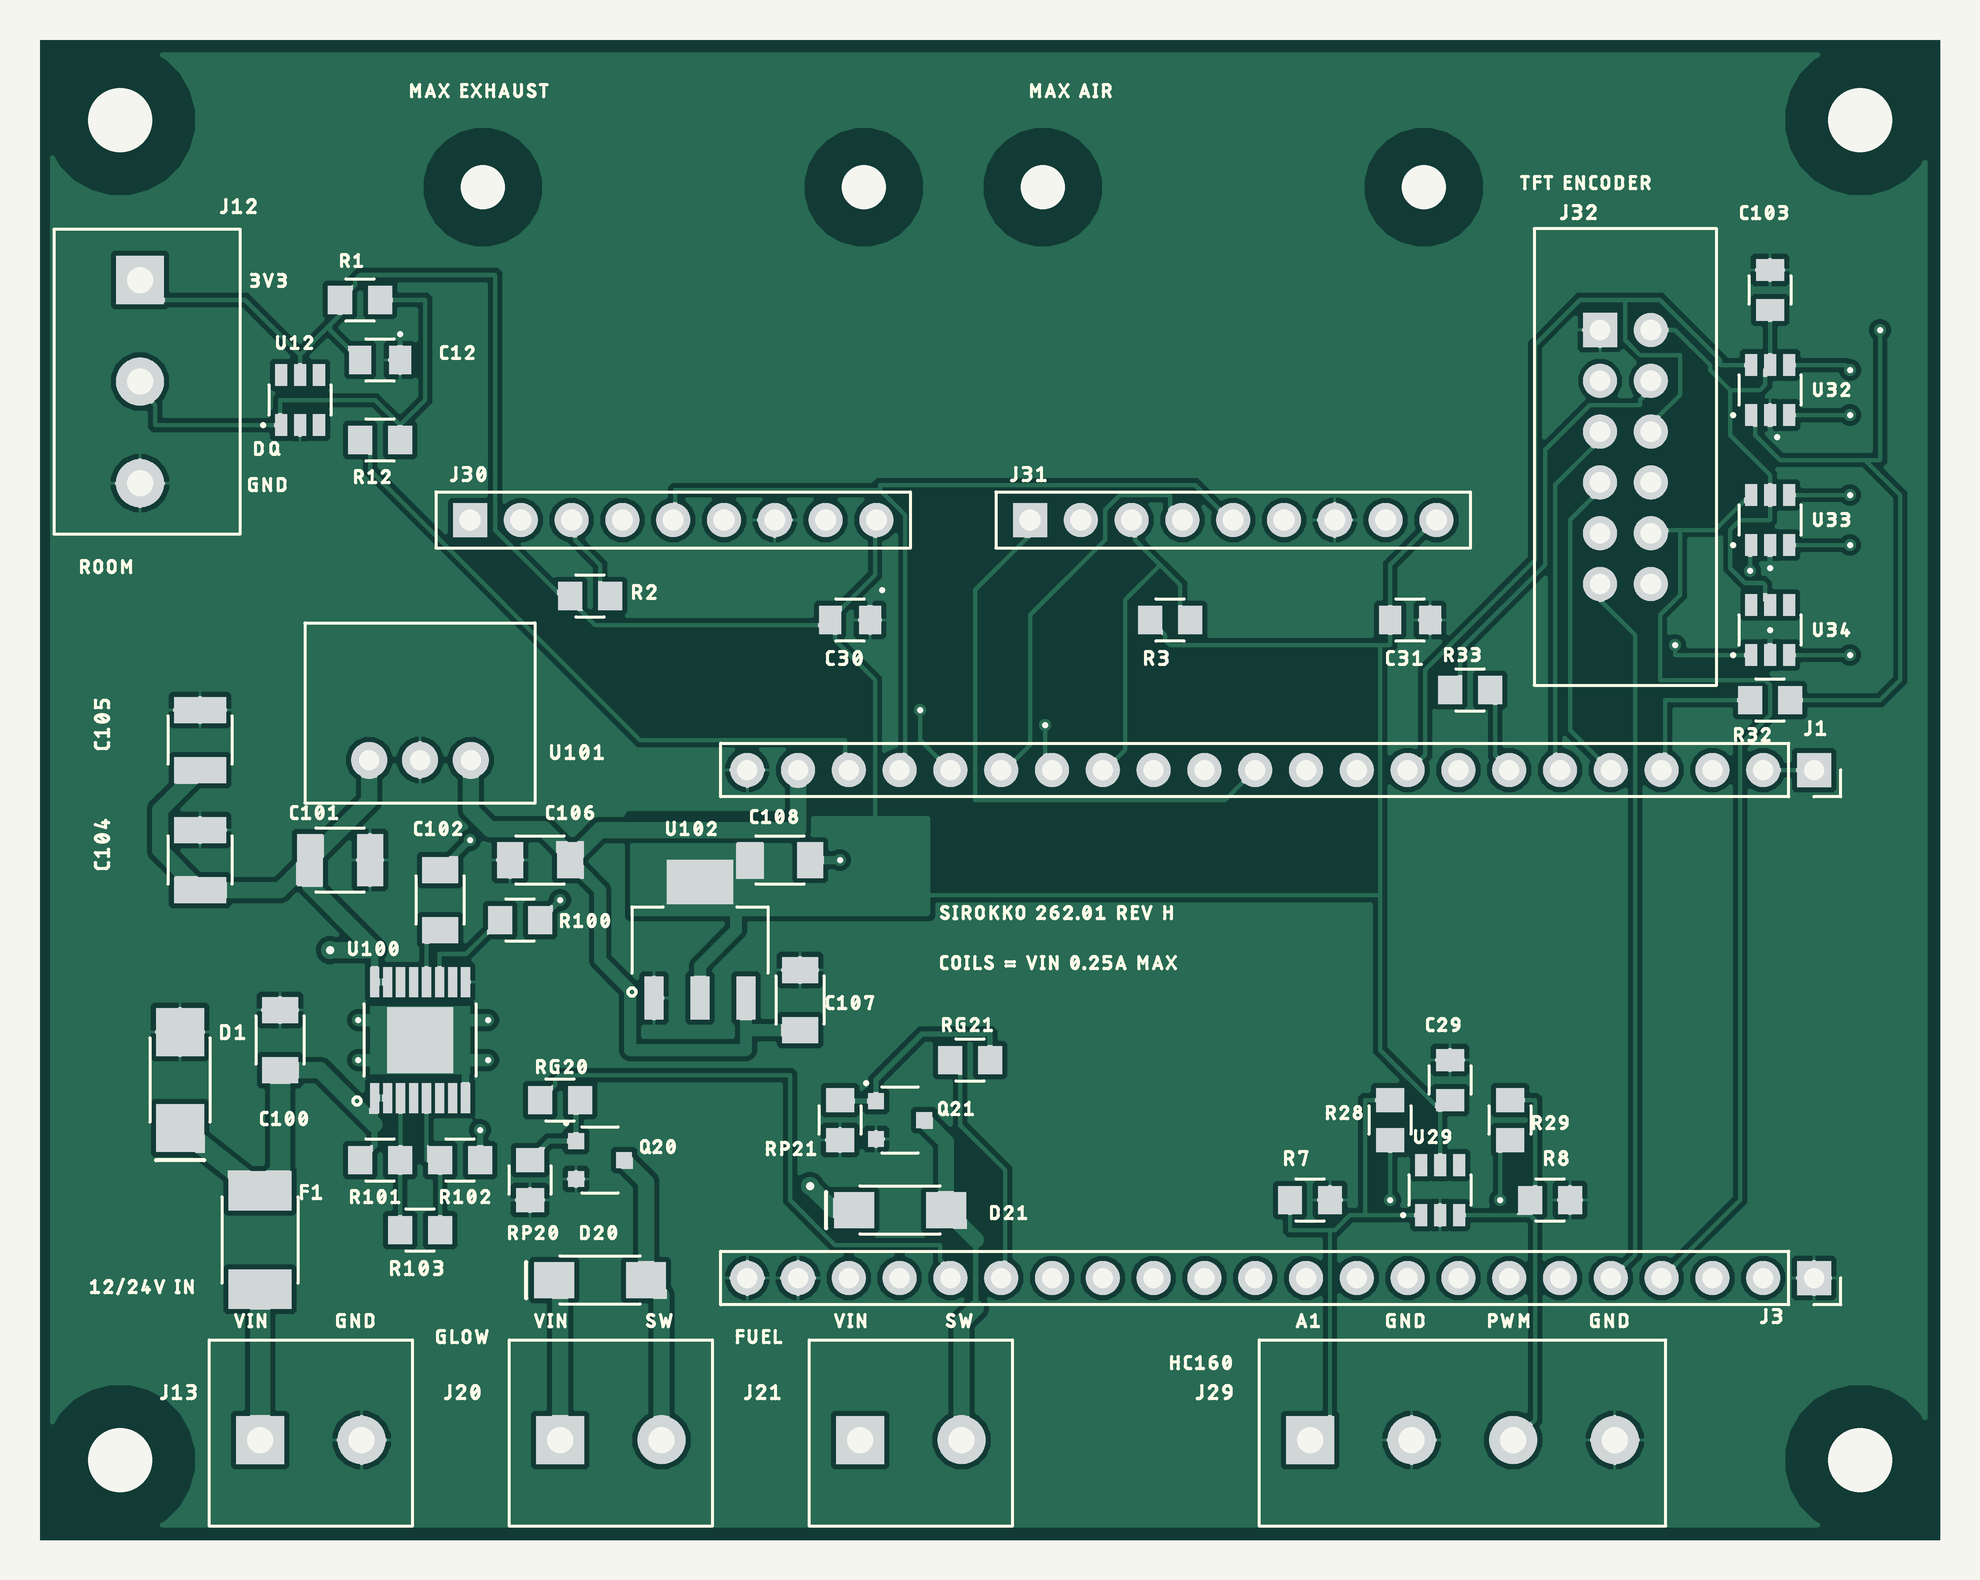 MAX EXHAUST
MAX AIR
TFT ENCODER
J12
J32
C103
3V3
R1
U12
C12
U32
DQ
GND
R12
J30
J31
U33
ROOM
R2
C30
R3
C31
R33
U34
C105
U101
R32
J1
C101
C102
C106
U102
C108
C104
R100
U100
SIROKKO 262.01 REV H
COILS = VIN 0.25A MAX
C107
D1
RG20
RG21
C29
C100
Q21
R28
R29
U29
Q20
RP21
R7
R8
F1
R101
R102
RP20
D20
D21
R103
12/24V IN
VIN
GND
GLOW
VIN
SW
FUEL
VIN
SW
A1
GND
PWM
GND
J3
HC160
J13
J20
J21
J29